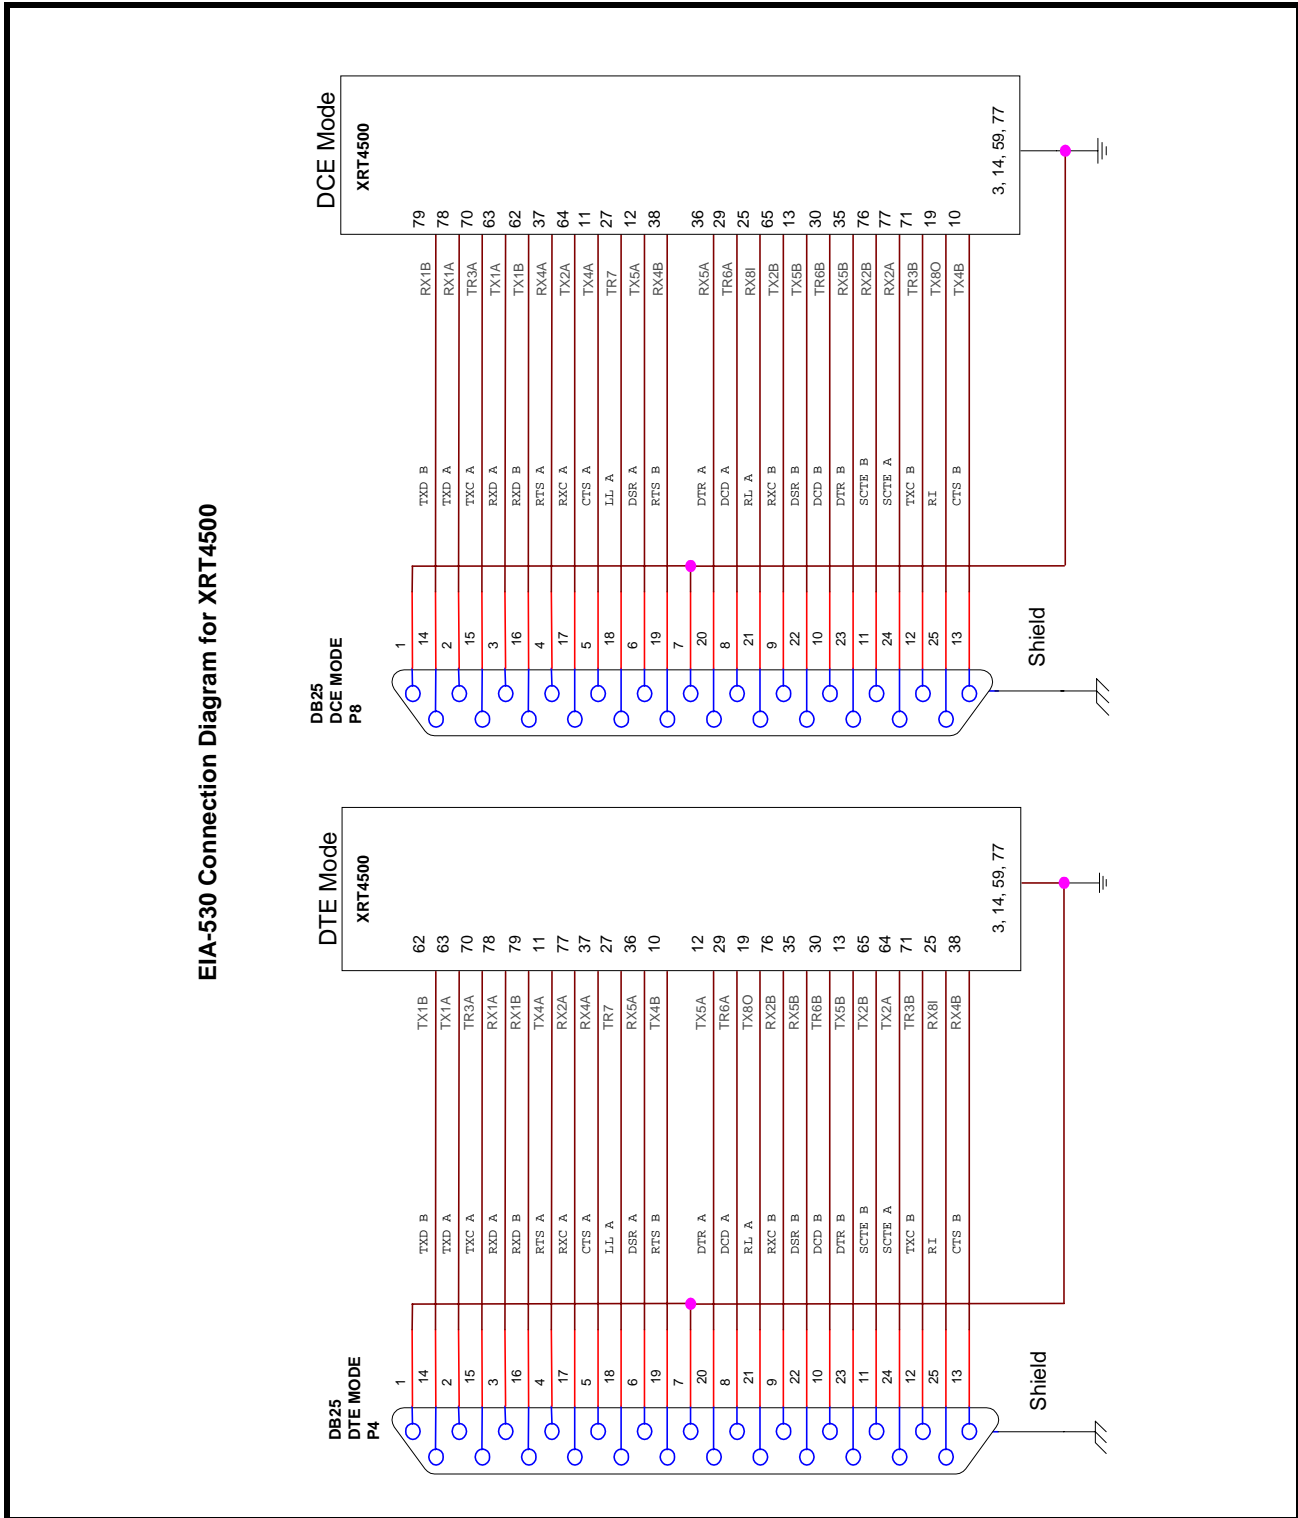 EIA-530 Connection Diagram for XRT4500
DB25
DTE MODE
P4
DTE Mode
XRT4500
1
14 TXD B TX1B 62
2 TXD A TX1A 63
15 TXC A TR3A 70
3 RXD A RX1A 78
16 RXD B RX1B 79
4 RTS A TX4A 11
17 RXC A RX2A 77
5 CTS A RX4A 37
18 LL A TR7 27
6 DSR A RX5A 36
19 RTS B TX4B 10
7
20 DTR A TX5A 12
8 DCD A TR6A 29
21 RL A TX8O 19
9 RXC B RX2B 76
22 DSR B RX5B 35
10 DCD B TR6B 30
23 DTR B TX5B 13
11 SCTE B TX2B 65
24 SCTE A TX2A 64
12 TXC B TR3B 71
25 RI RX8I 25
13 CTS B RX4B 38
3, 14, 59, 77
Shield
DB25
DCE MODE
P8
DCE Mode
XRT4500
1
14 TXD B RX1B 79
2 TXD A RX1A 78
15 TXC A TR3A 70
3 RXD A TX1A 63
16 RXD B TX1B 62
4 RTS A RX4A 37
17 RXC A TX2A 64
5 CTS A TX4A 11
18 LL A TR7 27
6 DSR A TX5A 12
19 RTS B RX4B 38
7
20 DTR A RX5A 36
8 DCD A TR6A 29
21 RL A RX8I 25
9 RXC B TX2B 65
22 DSR B TX5B 13
10 DCD B TR6B 30
23 DTR B RX5B 35
11 SCTE B RX2B 76
24 SCTE A RX2A 77
12 TXC B TR3B 71
25 RI TX8O 19
13 CTS B TX4B 10
3, 14, 59, 77
Shield